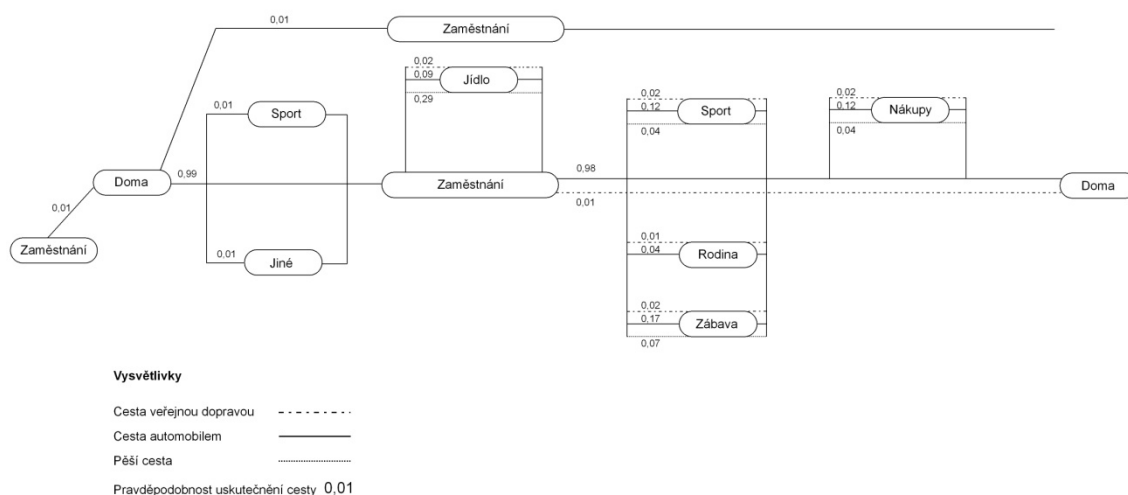 0,01
Zaměstnání
0,02
0,09
Jídlo
0,29
0,01
Sport
0,02
0,12
Sport
0,04
0,02
0,12
Nákupy
0,04
Doma
0,99
Zaměstnání
0,98
0,01
Doma
0,01
Zaměstnání
0,01
Jiné
0,01
0,04
Rodina
0,02
0,17
Zábava
0,07
Vysvětlivky
Cesta veřejnou dopravou
Cesta automobilem
Pěší cesta
Pravděpodobnost uskutečnění cesty 0,01